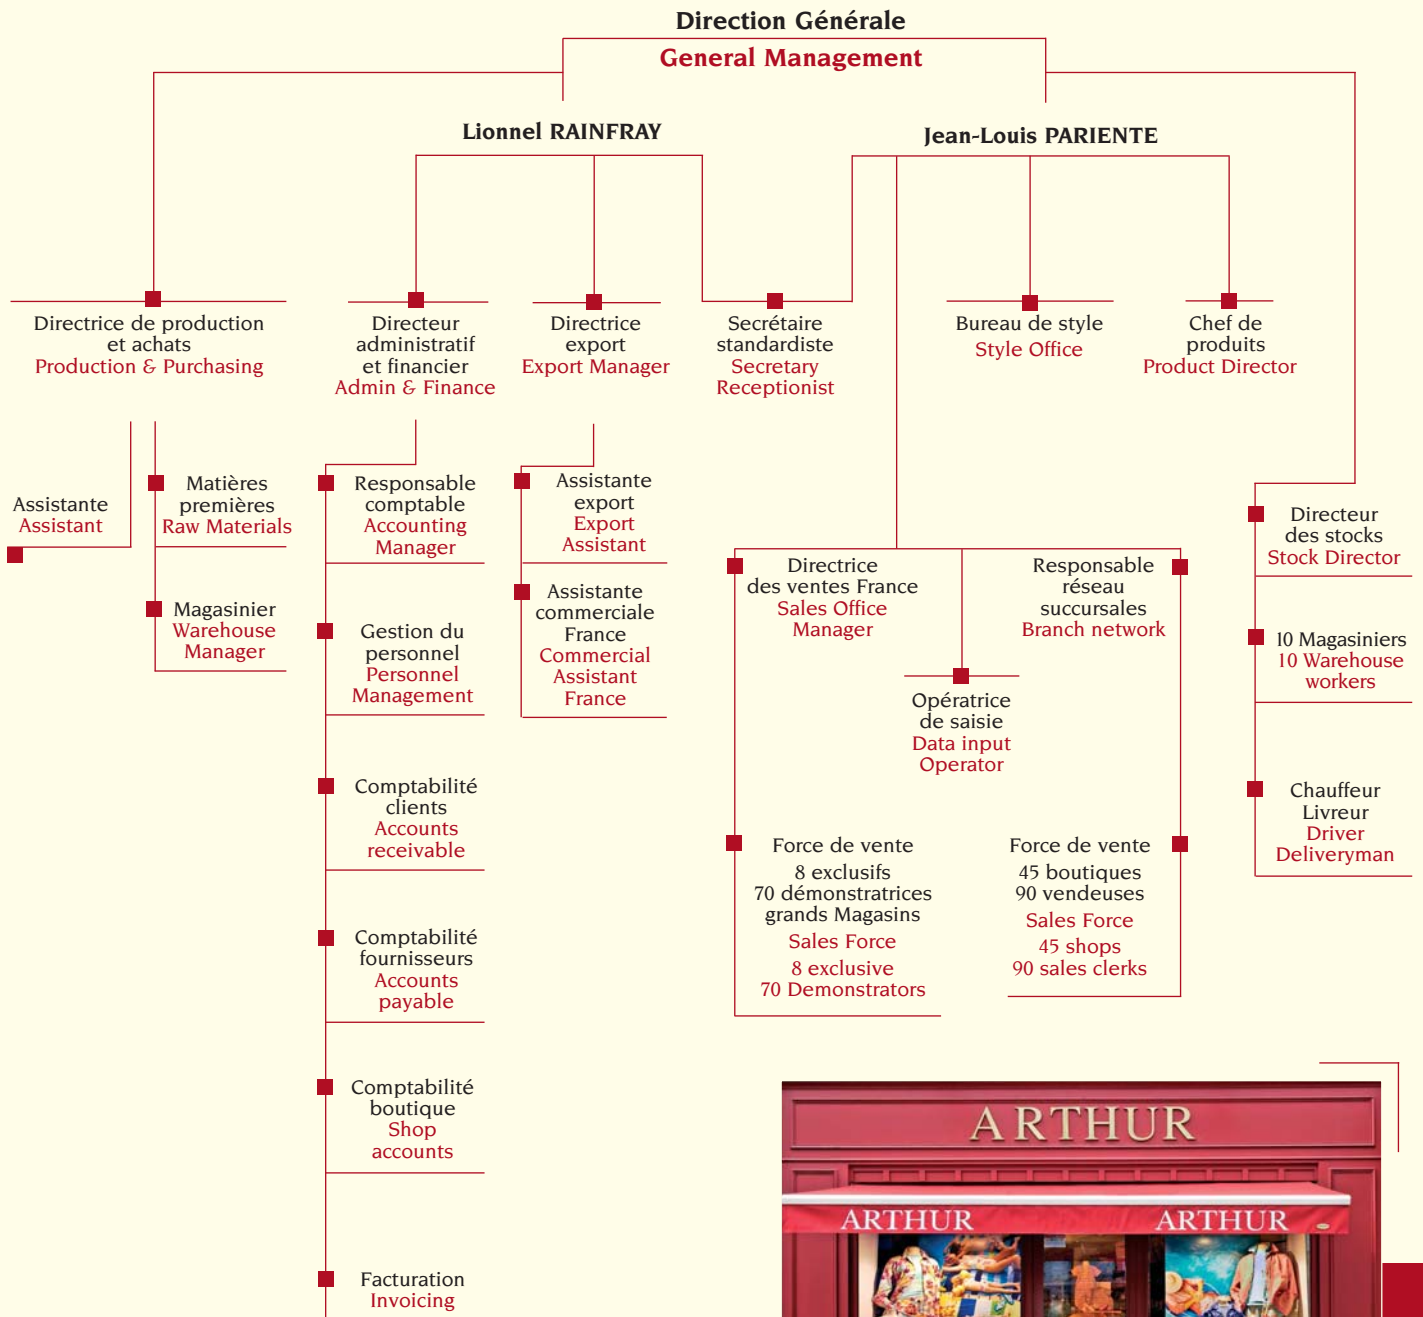 Direction Générale
General Management
Lionnel RAINFRAY
Jean-Louis PARIENTE
Directrice de production
et achats
Production & Purchasing
Directeur
administratif
et financier
Admin & Finance
Directrice
export
Export Manager
Secrétaire
standardiste
Secretary
Receptionist
Bureau de style
Style Office
Chef de
produits
Product Director
Assistante
Assistant
Matières
premières
Raw Materials
Magasinier
Warehouse
Manager
Responsable
comptable
Accounting
Manager
Gestion du
personnel
Personnel
Management
Comptabilité
clients
Accounts
receivable
Comptabilité
fournisseurs
Accounts
payable
Comptabilité
boutique
Shop
accounts
Facturation
Invoicing
Assistante
export
Export
Assistant
Assistante
commerciale
France
Commercial
Assistant
France
Directrice
des ventes France
Sales Office
Manager
Responsable
réseau
succursales
Branch network
Opératrice
de saisie
Data input
Operator
Force de vente
8 exclusifs
70 démonstratrices
grands Magasins
Sales Force
8 exclusive
70 Demonstrators
Force de vente
45 boutiques
90 vendeuses
Sales Force
45 shops
90 sales clerks
Directeur
des stocks
Stock Director
10 Magasiniers
10 Warehouse
workers
Chauffeur
Livreur
Driver
Deliveryman
ARTHUR
ARTHUR
ARTHUR